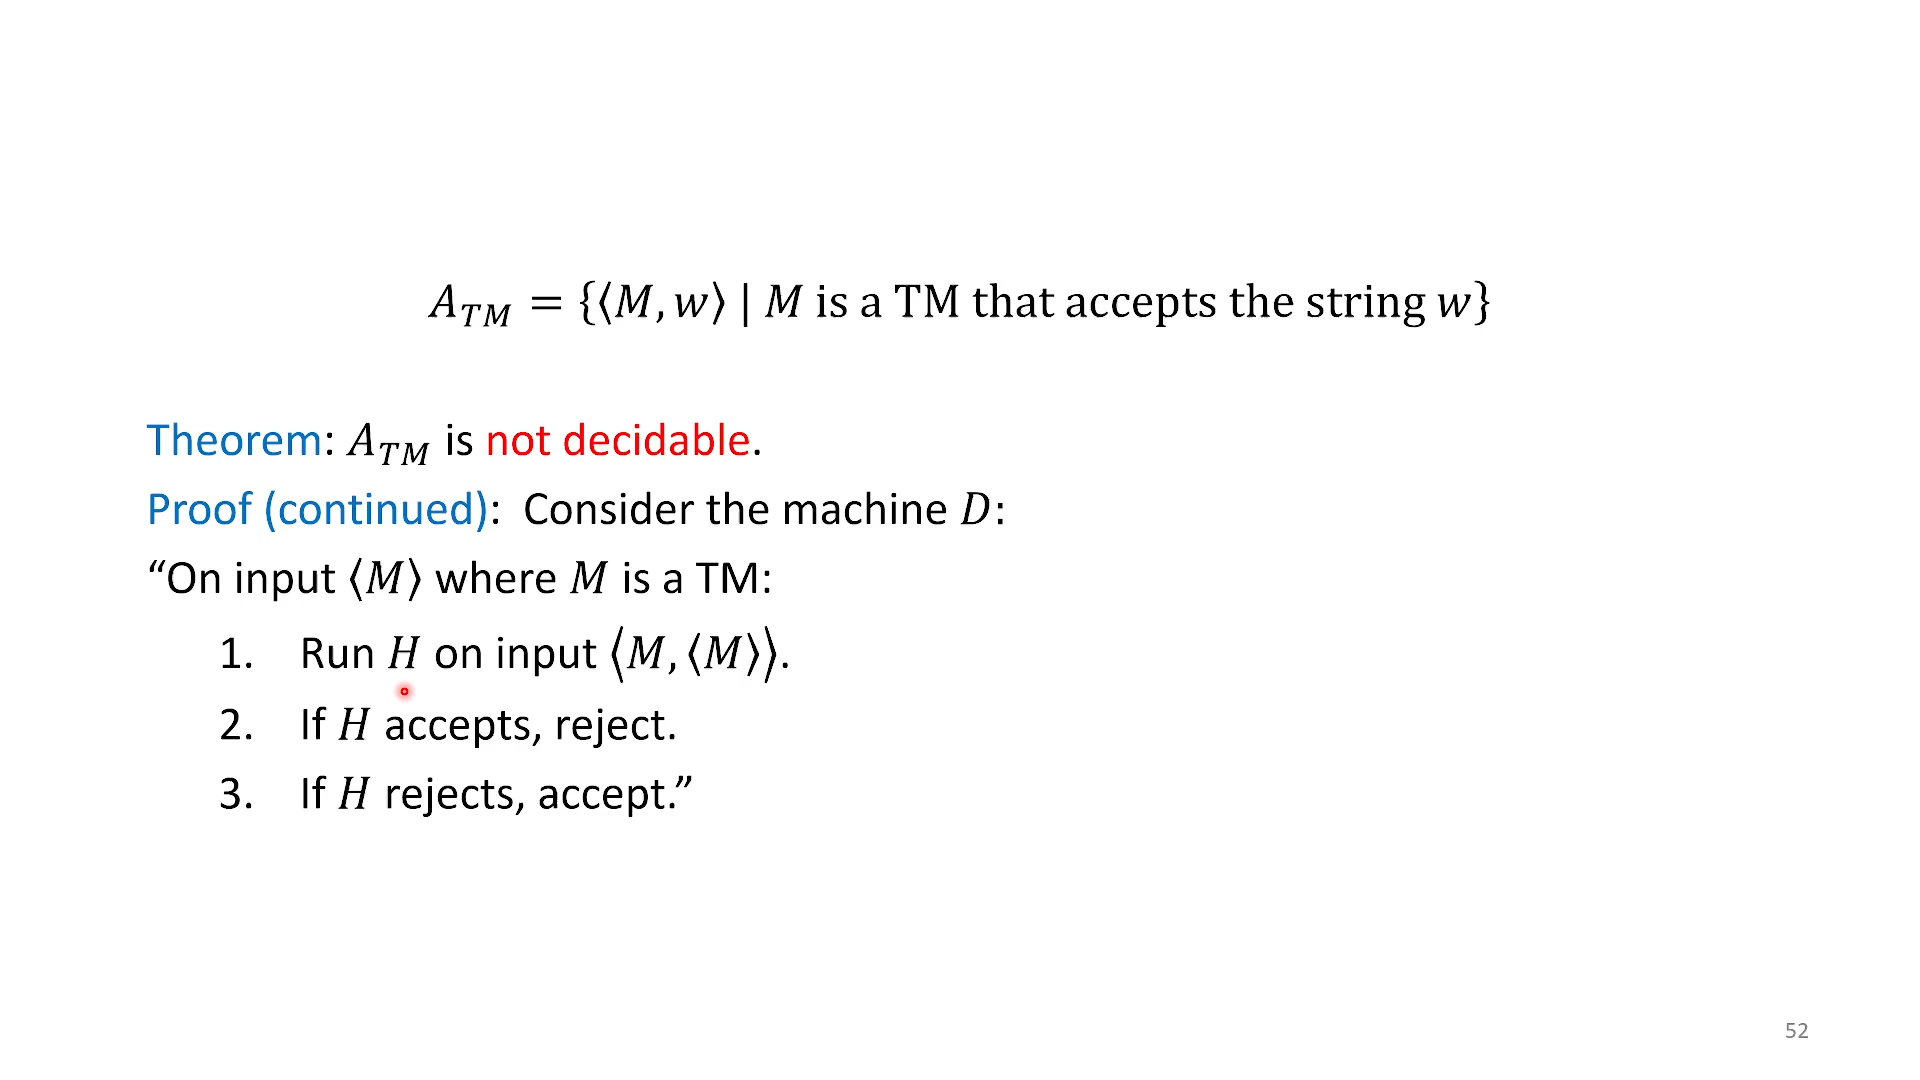 A_TM = {⟨M, w⟩ | M is a TM that accepts the string w}
Theorem: A_TM is not decidable.
Proof (continued): Consider the machine D:
“On input ⟨M⟩ where M is a TM:
1. Run H on input ⟨M, ⟨M⟩⟩.
2. If H accepts, reject.
3. If H rejects, accept.”
52